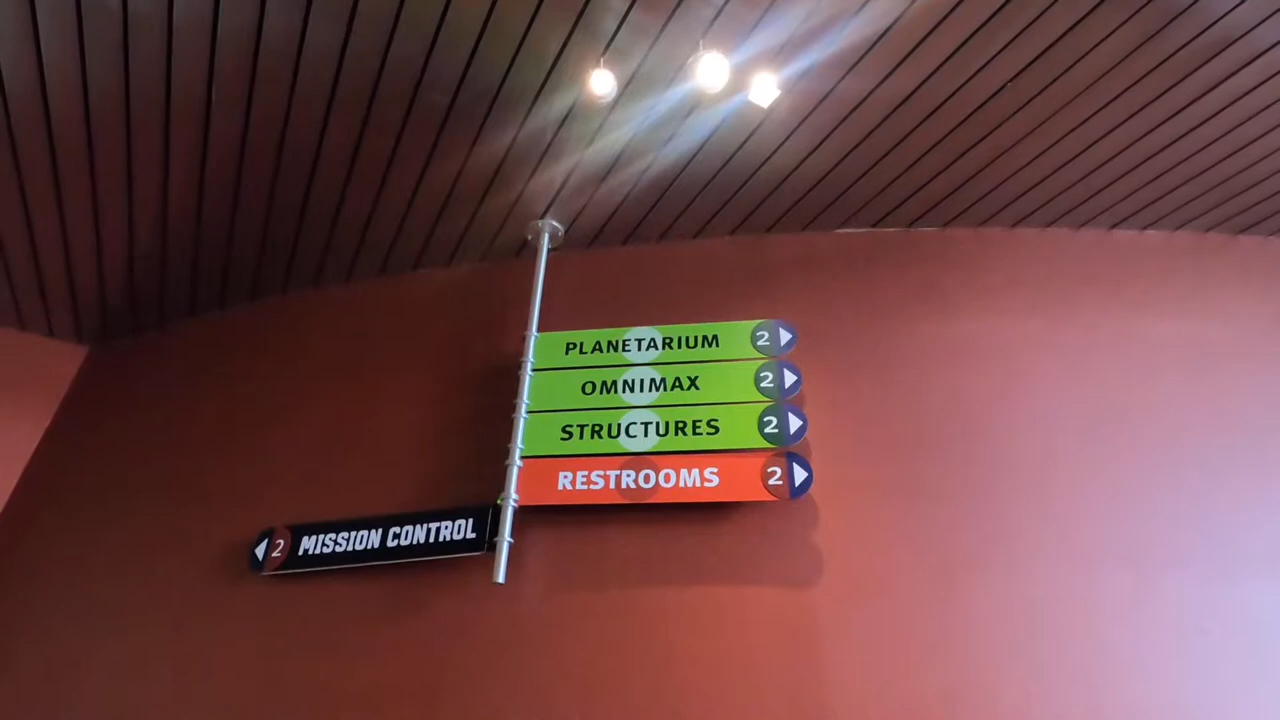 PLANETARIUM 2
OMNIMAX 2
STRUCTURES 2
RESTROOMS 2
2 MISSION CONTROL